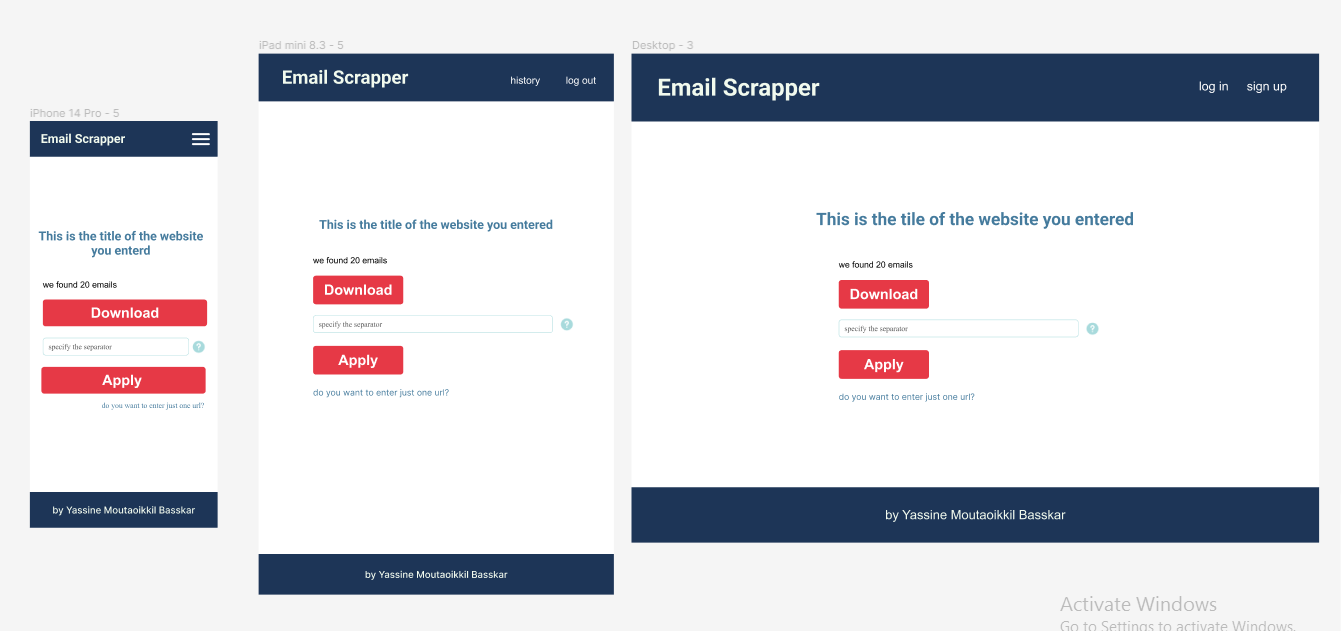 iPhone 14 Pro - 5
Email Scrapper
This is the title of the website
you enterd
we found 20 emails
Download
specify the separator
?
Apply
do you want to enter just one url?
by Yassine Moutaoikkil Basskar
iPad mini 8.3 - 5
Email Scrapper
history
log out
This is the title of the website you entered
we found 20 emails
Download
specify the separator
?
Apply
do you want to enter just one url?
by Yassine Moutaoikkil Basskar
Desktop - 3
Email Scrapper
log in
sign up
This is the tile of the website you entered
we found 20 emails
Download
specify the separator
?
Apply
do you want to enter just one url?
by Yassine Moutaoikkil Basskar
Activate Windows
Go to Settings to activate Windows.